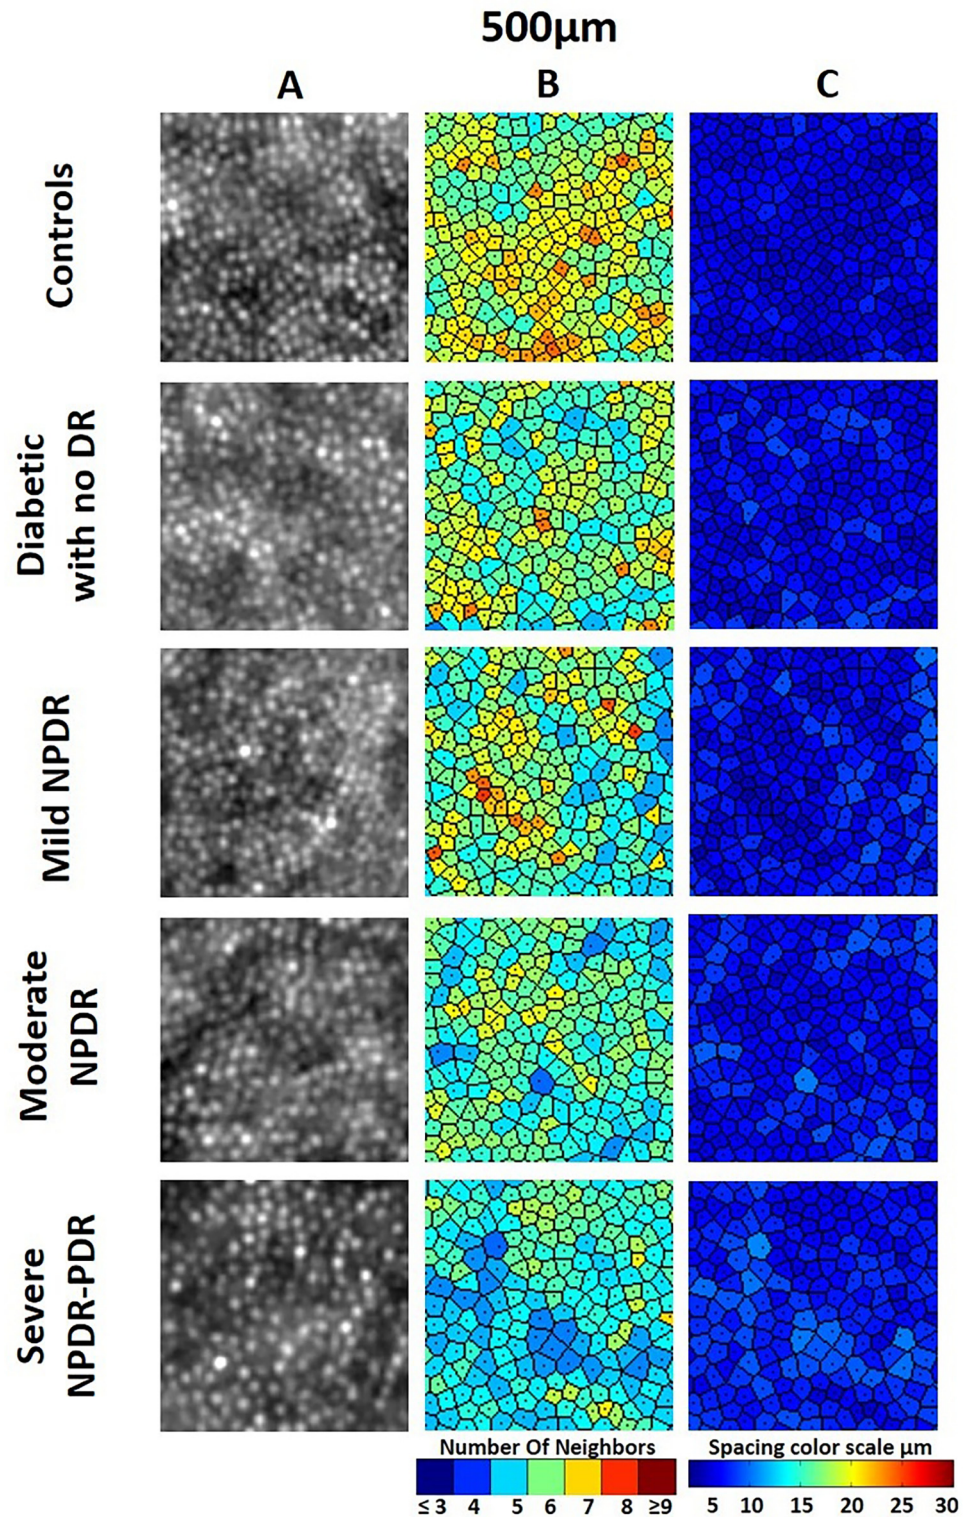 500µm
A B C
Controls
Diabetic
with no DR
Mild NPDR
Moderate
NPDR
Severe
NPDR-PDR
Number Of Neighbors
≤ 3 4 5 6 7 8 ≥9
Spacing color scale µm
5 10 15 20 25 30